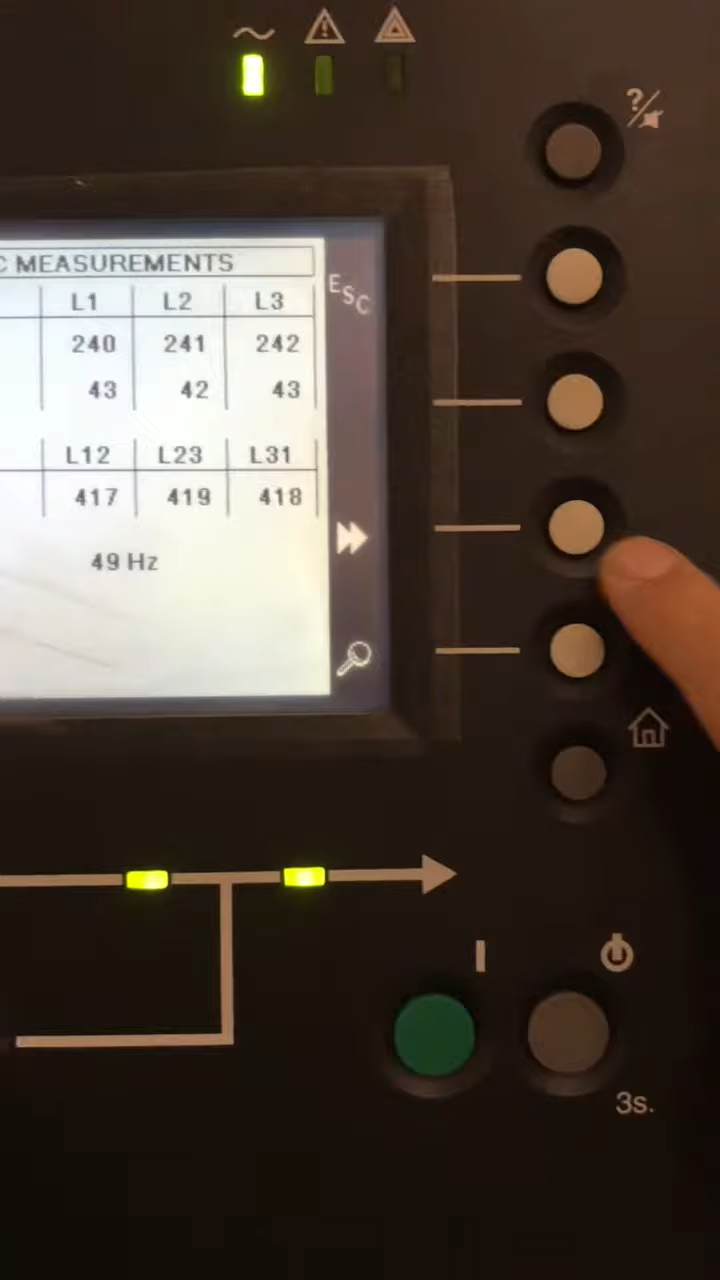 ?
C MEASUREMENTS
ESC
L1 L2 L3
240 241 242
43 42 43
L12 L23 L31
417 419 418
49 Hz
3s.